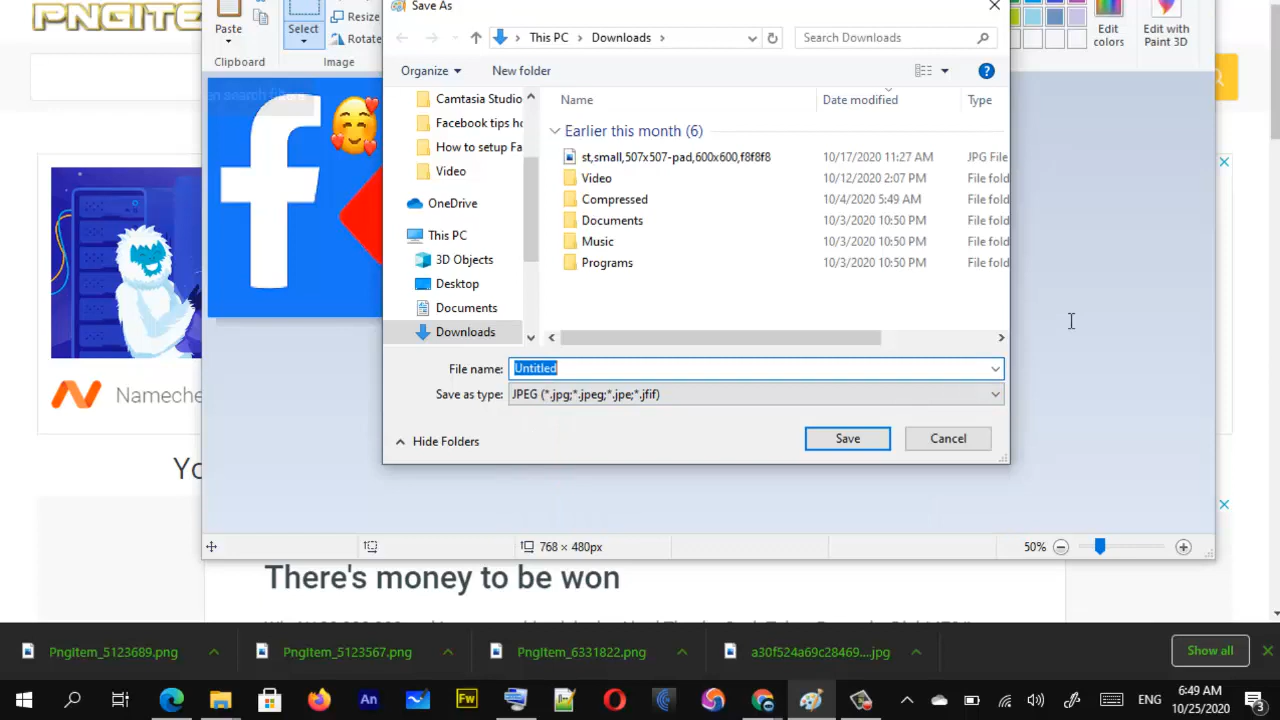 PNGITEM
Save As
Paste
Clipboard
Select
Resize
Rotate
Image
Edit colors
Edit with Paint 3D
This PC
Downloads
Search Downloads
Organize
New folder
Camtasia Studio
Facebook tips
How to setup Fa
Video
OneDrive
This PC
3D Objects
Desktop
Documents
Downloads
Name
Date modified
Type
Earlier this month (6)
st,small,507x507-pad,600x600,f8f8f8 10/17/2020 11:27 AM JPG File
Video 10/12/2020 2:07 PM File fold
Compressed 10/4/2020 5:49 AM File fold
Documents 10/3/2020 10:50 PM File fold
Music 10/3/2020 10:50 PM File fold
Programs 10/3/2020 10:50 PM File fold
File name: Untitled
Save as type: JPEG (*.jpg;*.jpeg;*.jpe;*.jfif)
Hide Folders
Save
Cancel
Nameche
Yo
768 × 480px
50%
There's money to be won
PngItem_5123689.png
PngItem_5123567.png
PngItem_6331822.png
a30f524a69c28469....jpg
Show all
An
Fw
ENG
6:49 AM
10/25/2020
3